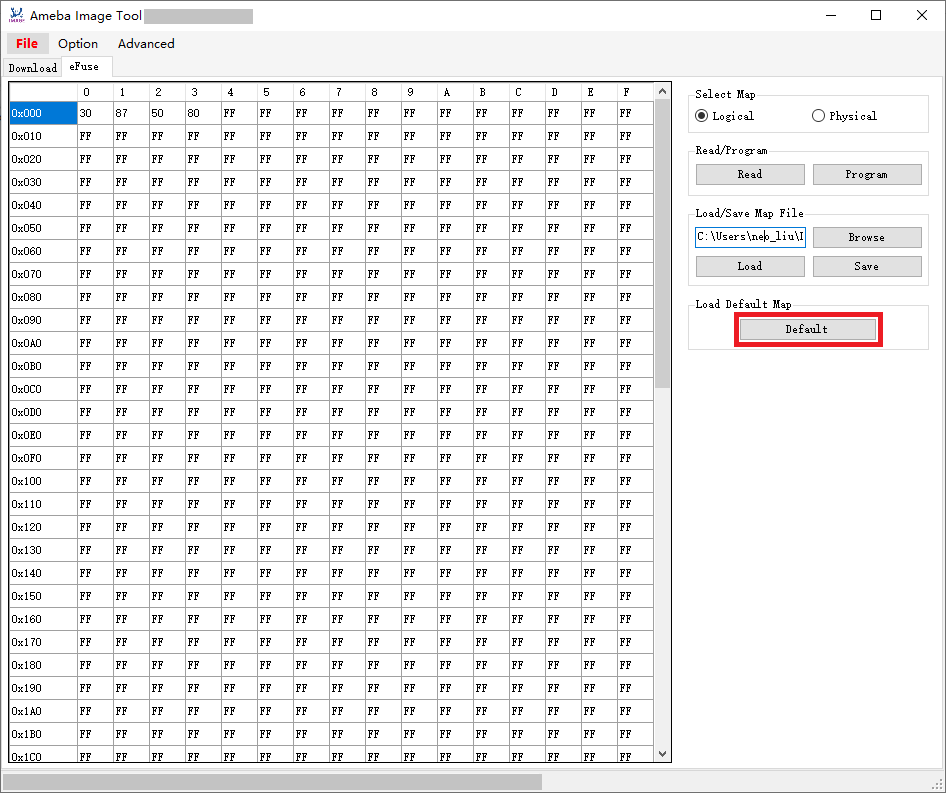 Ameba Image Tool
File Option Advanced
Download eFuse
0 1 2 3 4 5 6 7 8 9 A B C D E F
0x000 30 87 50 80 FF FF FF FF FF FF FF FF FF FF FF FF
0x010 FF FF FF FF FF FF FF FF FF FF FF FF FF FF FF FF
0x020 FF FF FF FF FF FF FF FF FF FF FF FF FF FF FF FF
0x030 FF FF FF FF FF FF FF FF FF FF FF FF FF FF FF FF
0x040 FF FF FF FF FF FF FF FF FF FF FF FF FF FF FF FF
0x050 FF FF FF FF FF FF FF FF FF FF FF FF FF FF FF FF
0x060 FF FF FF FF FF FF FF FF FF FF FF FF FF FF FF FF
0x070 FF FF FF FF FF FF FF FF FF FF FF FF FF FF FF FF
0x080 FF FF FF FF FF FF FF FF FF FF FF FF FF FF FF FF
0x090 FF FF FF FF FF FF FF FF FF FF FF FF FF FF FF FF
0x0A0 FF FF FF FF FF FF FF FF FF FF FF FF FF FF FF FF
0x0B0 FF FF FF FF FF FF FF FF FF FF FF FF FF FF FF FF
0x0C0 FF FF FF FF FF FF FF FF FF FF FF FF FF FF FF FF
0x0D0 FF FF FF FF FF FF FF FF FF FF FF FF FF FF FF FF
0x0E0 FF FF FF FF FF FF FF FF FF FF FF FF FF FF FF FF
0x0F0 FF FF FF FF FF FF FF FF FF FF FF FF FF FF FF FF
0x100 FF FF FF FF FF FF FF FF FF FF FF FF FF FF FF FF
0x110 FF FF FF FF FF FF FF FF FF FF FF FF FF FF FF FF
0x120 FF FF FF FF FF FF FF FF FF FF FF FF FF FF FF FF
0x130 FF FF FF FF FF FF FF FF FF FF FF FF FF FF FF FF
0x140 FF FF FF FF FF FF FF FF FF FF FF FF FF FF FF FF
0x150 FF FF FF FF FF FF FF FF FF FF FF FF FF FF FF FF
0x160 FF FF FF FF FF FF FF FF FF FF FF FF FF FF FF FF
0x170 FF FF FF FF FF FF FF FF FF FF FF FF FF FF FF FF
0x180 FF FF FF FF FF FF FF FF FF FF FF FF FF FF FF FF
0x190 FF FF FF FF FF FF FF FF FF FF FF FF FF FF FF FF
0x1A0 FF FF FF FF FF FF FF FF FF FF FF FF FF FF FF FF
0x1B0 FF FF FF FF FF FF FF FF FF FF FF FF FF FF FF FF
0x1C0 FF FF FF FF FF FF FF FF FF FF FF FF FF FF FF FF
Select Map
Logical Physical
Read/Program
Read Program
Load/Save Map File
C:\Users\neo_liu\I Browse
Load Save
Load Default Map
Default